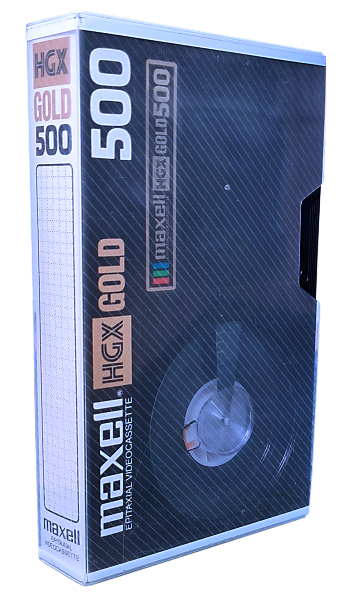 HGX
GOLD
500
maxell
EPITAXIAL
VIDEOCASSETTE
maxell® HGX GOLD 500
EPITAXIAL VIDEOCASSETTE
maxell HGX GOLD 500